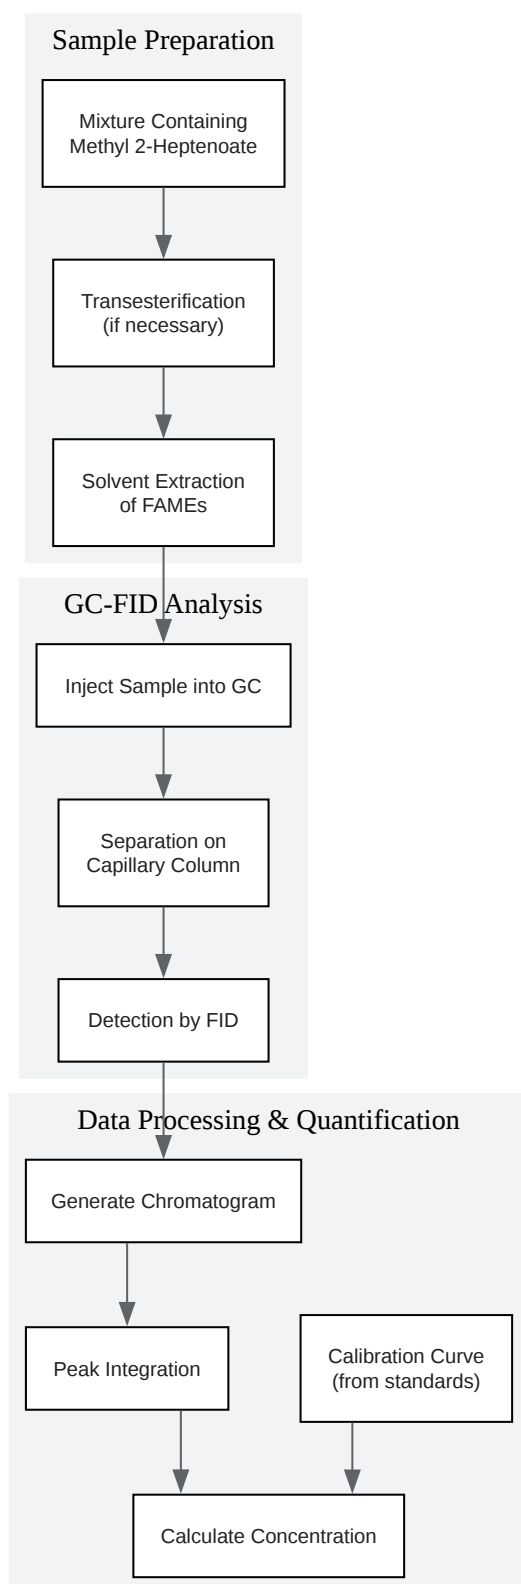 Sample Preparation
Mixture Containing
Methyl 2-Heptenoate
Transesterification
(if necessary)
Solvent Extraction
of FAMEs
GC-FID Analysis
Inject Sample into GC
Separation on
Capillary Column
Detection by FID
Data Processing & Quantification
Generate Chromatogram
Peak Integration
Calibration Curve
(from standards)
Calculate Concentration